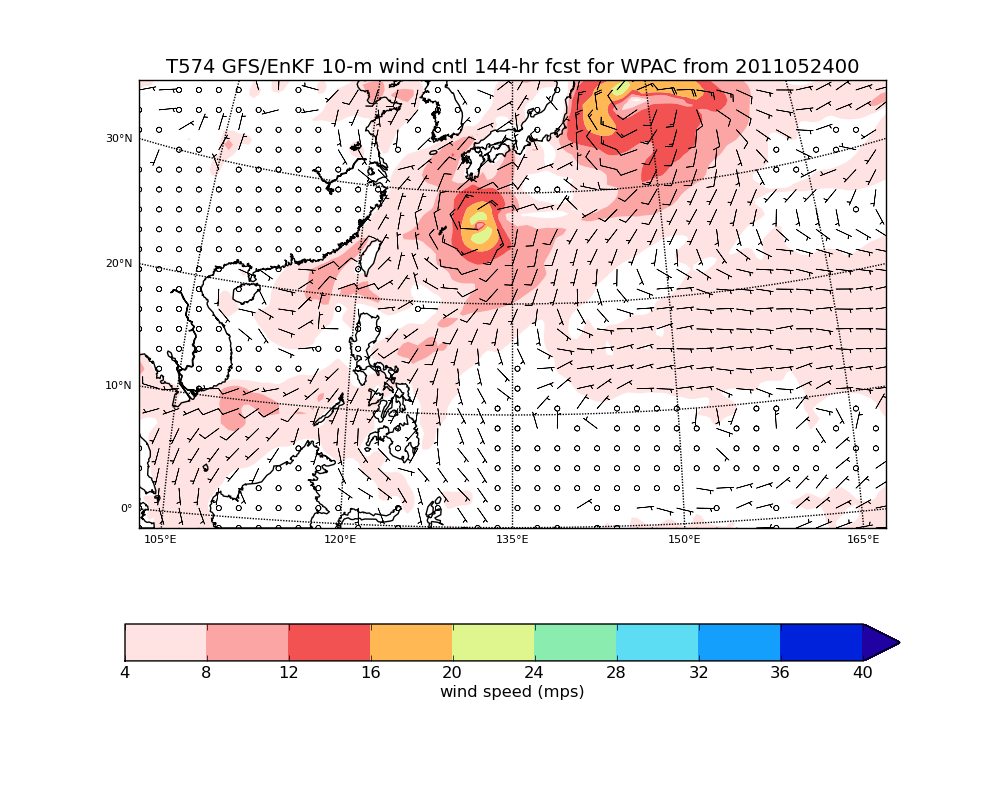 T574 GFS/EnKF 10-m wind cntl 144-hr fcst for WPAC from 2011052400
30°N
20°N
10°N
0°
105°E 120°E 135°E 150°E 165°E
4 8 12 16 20 24 28 32 36 40
wind speed (mps)